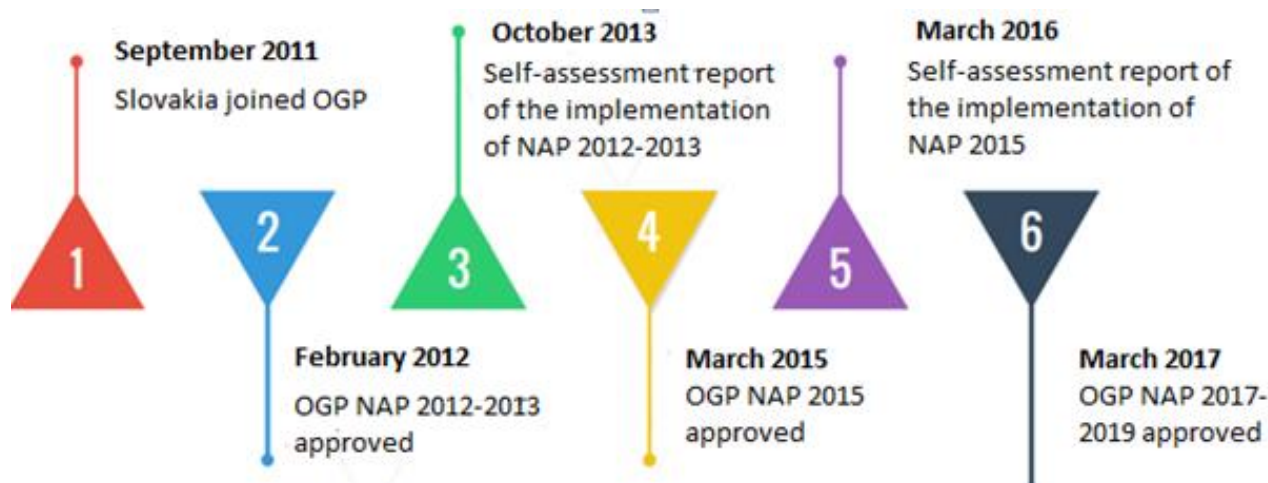 September 2011
Slovakia joined OGP
1
February 2012
OGP NAP 2012-2013
approved
2
October 2013
Self-assessment report
of the implementation
of NAP 2012-2013
3
March 2015
OGP NAP 2015
approved
4
March 2016
Self-assessment report of
the implementation of
NAP 2015
5
March 2017
OGP NAP 2017-
2019 approved
6